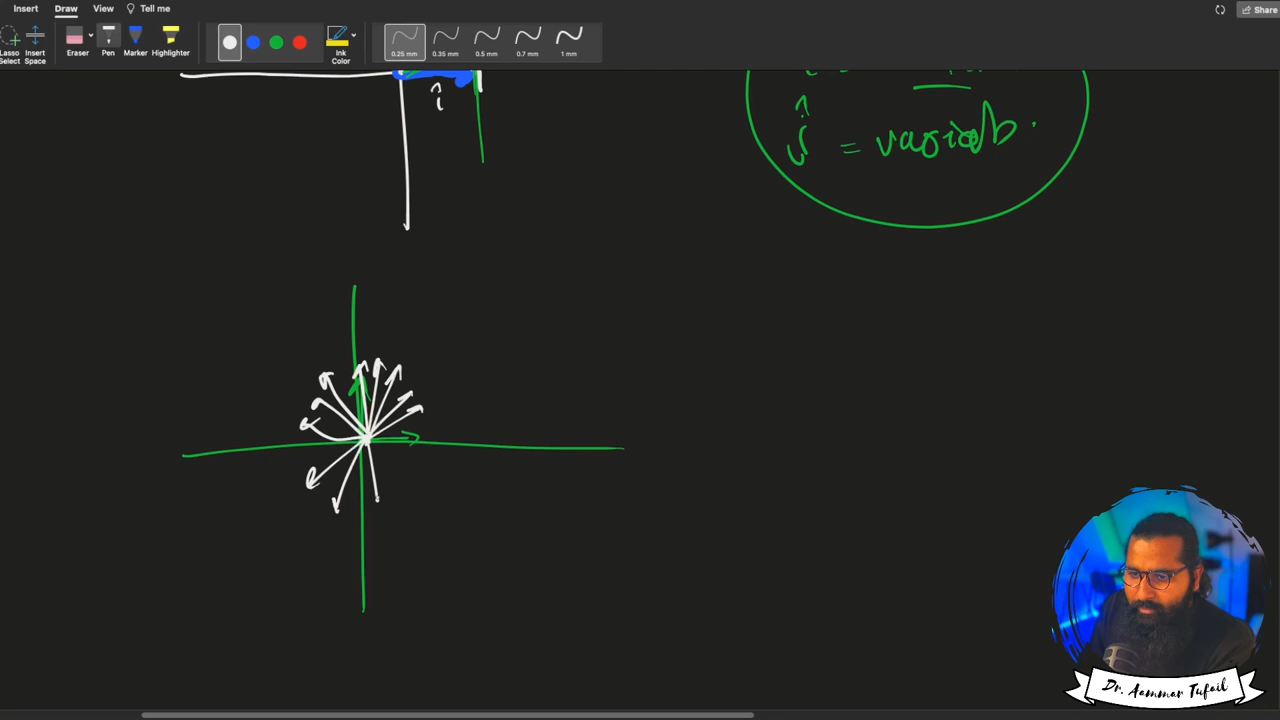 Insert Draw View Tell me
Share
Lasso Select
Insert Space
Eraser
Pen
Marker
Highlighter
Ink Color
0.25 mm
0.35 mm
0.5 mm
0.7 mm
1 mm
î
ĵ = variab
Dr. Aammar Tufail